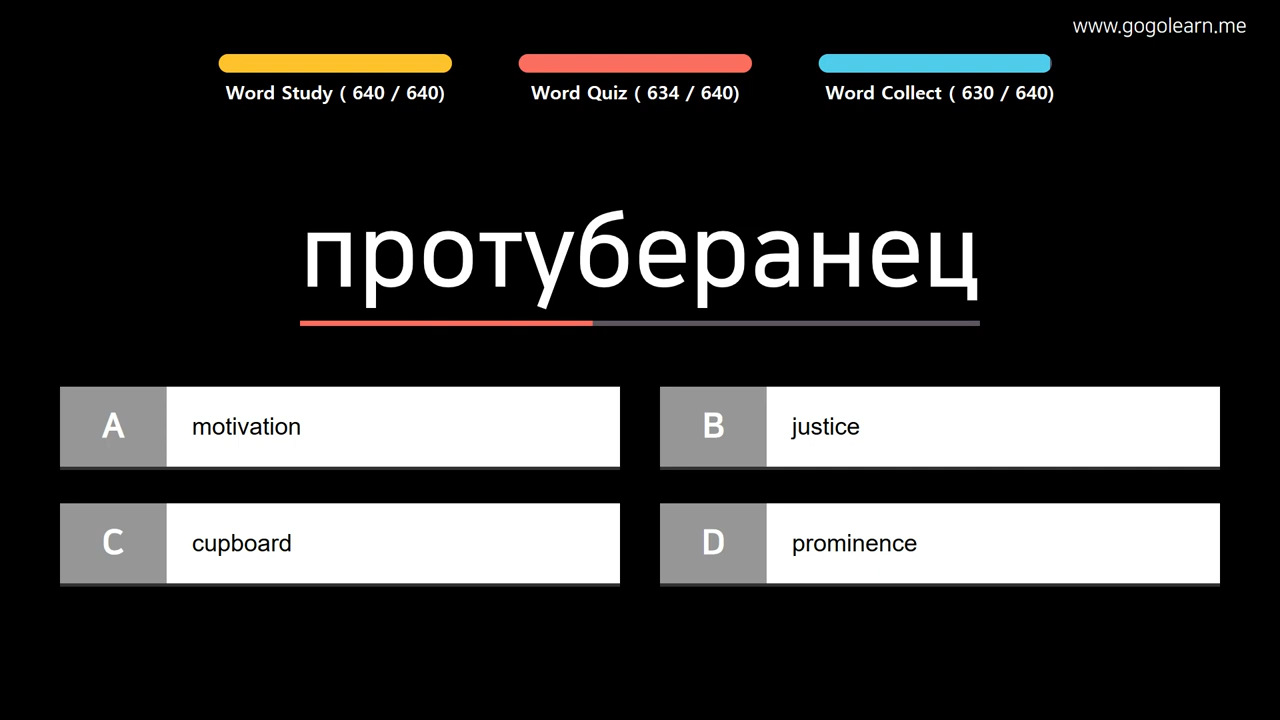 www.gogolearn.me
Word Study ( 640 / 640)
Word Quiz ( 634 / 640)
Word Collect ( 630 / 640)
протуберанец
A motivation
B justice
C cupboard
D prominence